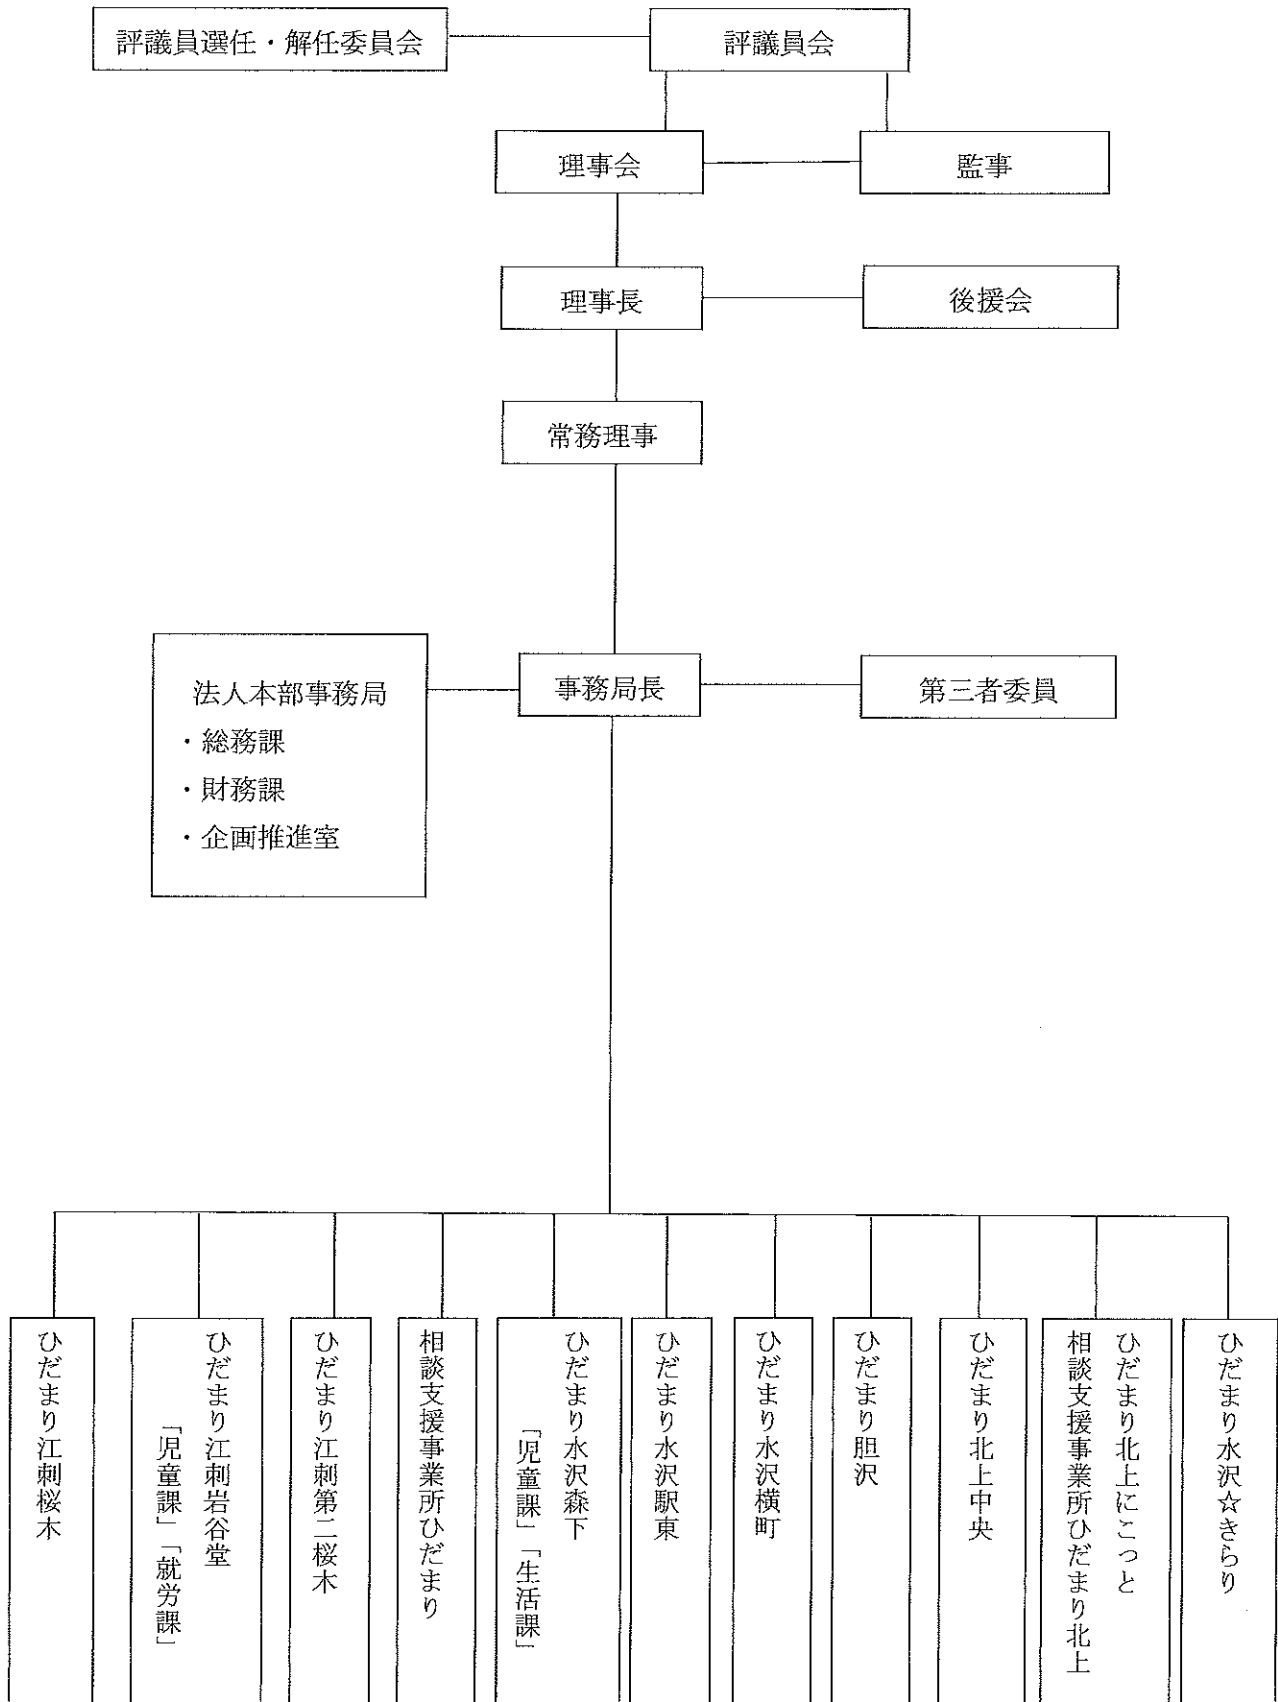 評議員選任・解任委員会
評議員会
理事会
監事
理事長
後援会
常務理事
法人本部事務局
・総務課
・財務課
・企画推進室
事務局長
第三者委員
ひだまり江刺桜木
ひだまり江刺岩谷堂
「児童課」「就労課」
ひだまり江刺第二桜木
相談支援事業所ひだまり
ひだまり水沢森下
「児童課」「生活課」
ひだまり水沢駅東
ひだまり水沢横町
ひだまり胆沢
ひだまり北上中央
ひだまり北上にこっと
相談支援事業所ひだまり北上
ひだまり水沢☆きらり